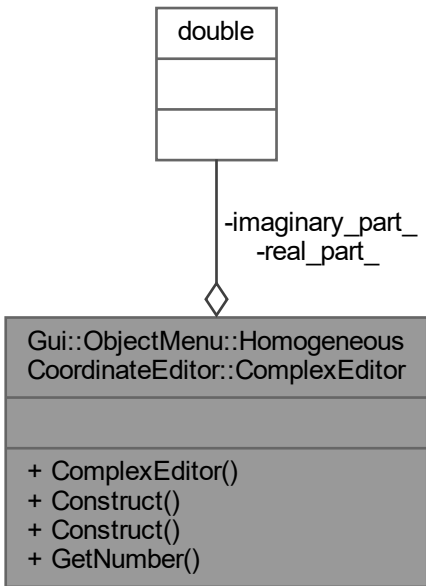 double
-imaginary_part_
-real_part_
Gui::ObjectMenu::Homogeneous
CoordinateEditor::ComplexEditor
+ ComplexEditor()
+ Construct()
+ Construct()
+ GetNumber()